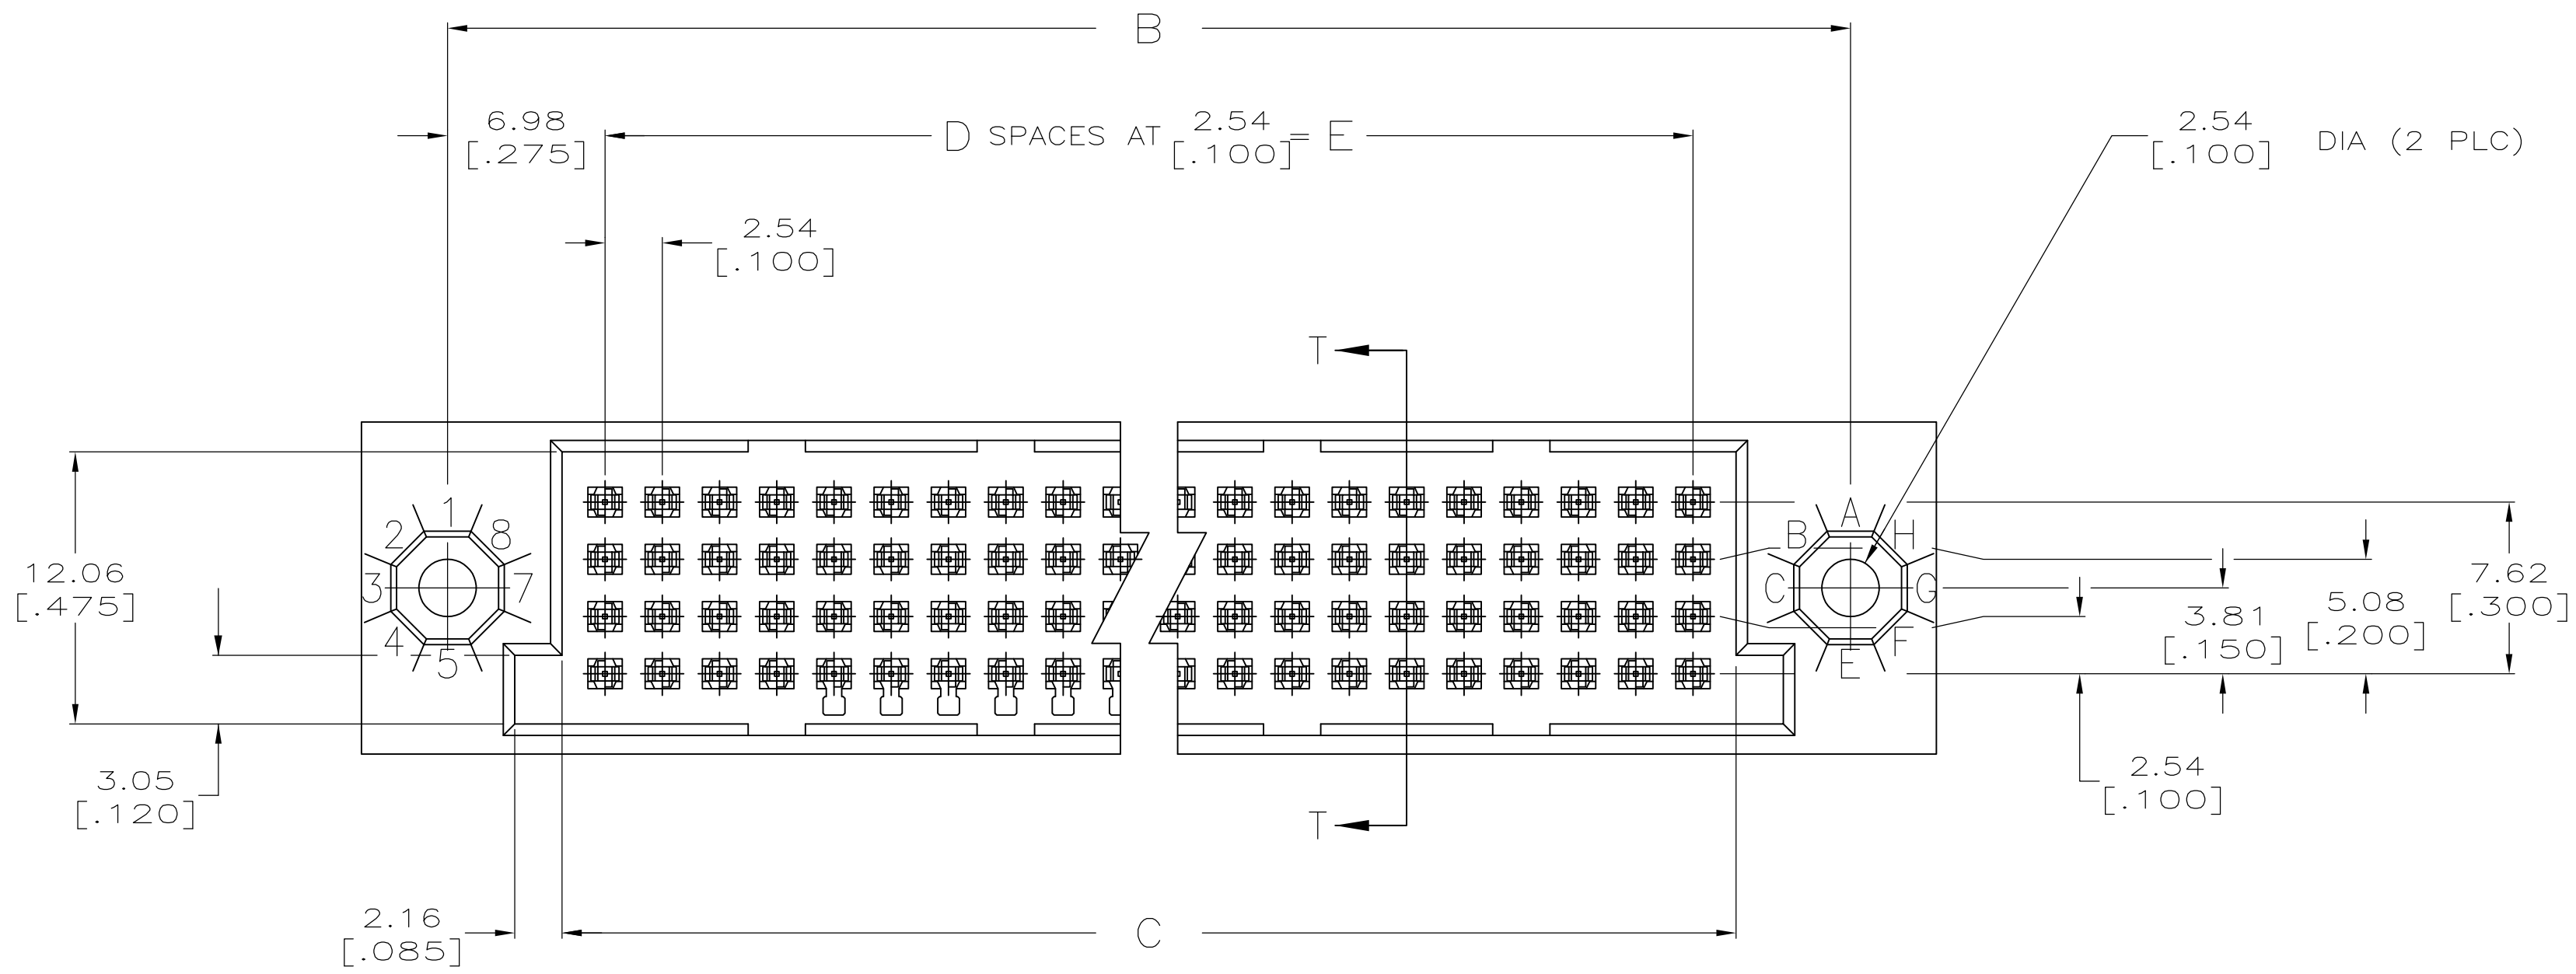 B
6.98
[.275]
D SPACES AT 2.54 [.100] = E
2.54
[.100]
DIA (2 PLC)
2.54
[.100]
T
1
2
8
3
7
4
5
A
B
H
C
G
F
E
12.06
[.475]
7.62
[.300]
5.08
[.200]
3.81
[.150]
2.54
[.100]
3.05
[.120]
T
2.16
[.085]
C